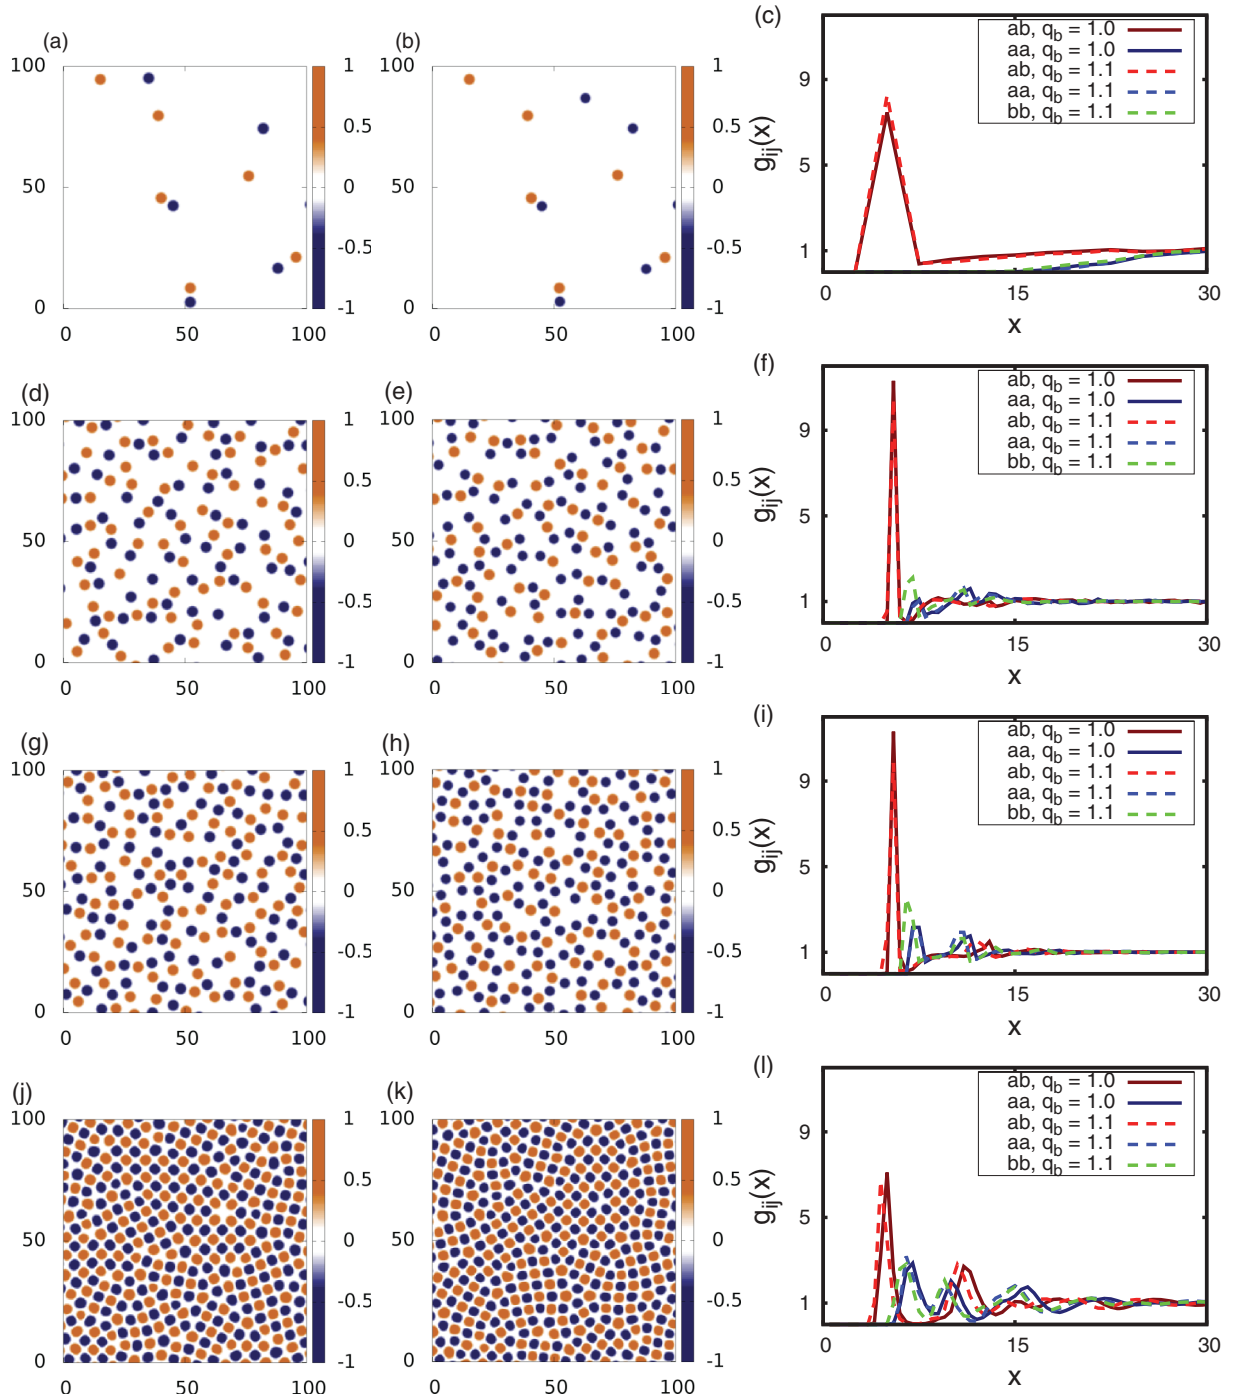 (a)
100
50
0
0
50
100
1
0.5
0
-0.5
-1
(b)
100
50
0
0
50
100
1
0.5
0
-0.5
-1
(c)
ab, q_b = 1.0
aa, q_b = 1.0
ab, q_b = 1.1
aa, q_b = 1.1
bb, q_b = 1.1
g_ij(x)
9
5
1
0
15
30
x
(d)
100
50
0
0
50
100
1
0.5
0
-0.5
-1
(e)
100
50
0
0
50
100
1
0.5
0
-0.5
-1
(f)
ab, q_b = 1.0
aa, q_b = 1.0
ab, q_b = 1.1
aa, q_b = 1.1
bb, q_b = 1.1
g_ij(x)
9
5
1
0
15
30
x
(g)
100
50
0
0
50
100
1
0.5
0
-0.5
-1
(h)
100
50
0
0
50
100
1
0.5
0
-0.5
-1
(i)
ab, q_b = 1.0
aa, q_b = 1.0
ab, q_b = 1.1
aa, q_b = 1.1
bb, q_b = 1.1
g_ij(x)
9
5
1
0
15
30
x
(j)
100
50
0
0
50
100
1
0.5
0
-0.5
-1
(k)
100
50
0
0
50
100
1
0.5
0
-0.5
-1
(l)
ab, q_b = 1.0
aa, q_b = 1.0
ab, q_b = 1.1
aa, q_b = 1.1
bb, q_b = 1.1
g_ij(x)
9
5
1
0
15
30
x